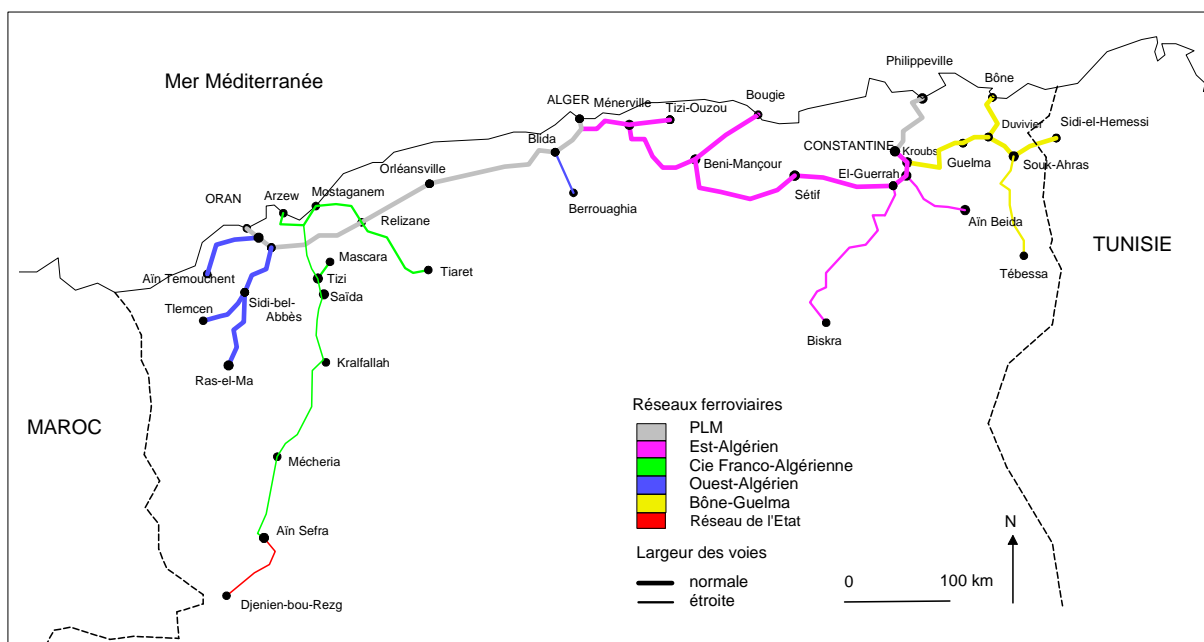 Mer Méditerranée
Philippeville
Bône
Bougie
ALGER
Ménerville
Tizi-Ouzou
Duvivier
Sidi-el-Hemessi
CONSTANTINE
Kroubs
Guelma
Souk-Ahras
Blida
Beni-Mançour
El-Guerrah
Orléansville
Sétif
Berrouaghia
Aïn Beida
Arzew
Mostaganem
ORAN
Relizane
TUNISIE
Mascara
Tiaret
Tébessa
Aïn Temouchent
Tizi
Saïda
Tlemcen
Sidi-bel-
Abbès
Biskra
Kralfallah
Ras-el-Ma
MAROC
Mécheria
Aïn Sefra
Djenien-bou-Rezg
Réseaux ferroviaires
PLM
Est-Algérien
Cie Franco-Algérienne
Ouest-Algérien
Bône-Guelma
Réseau de l'Etat
Largeur des voies
normale
étroite
0 100 km
N